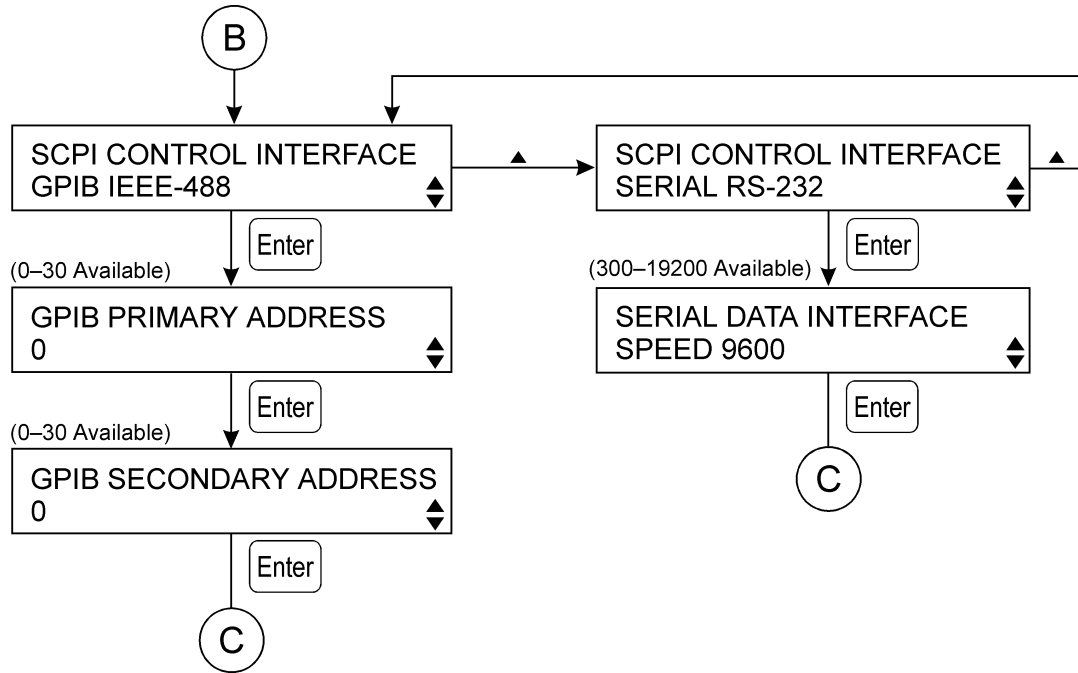 B
SCPI CONTROL INTERFACE
GPIB IEEE-488
Enter
(0–30 Available)
GPIB PRIMARY ADDRESS
0
Enter
(0–30 Available)
GPIB SECONDARY ADDRESS
0
Enter
C
SCPI CONTROL INTERFACE
SERIAL RS-232
Enter
(300–19200 Available)
SERIAL DATA INTERFACE
SPEED 9600
Enter
C